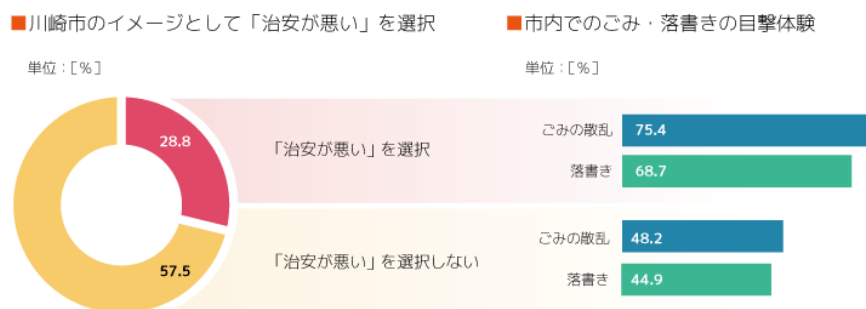 ■川崎市のイメージとして「治安が悪い」を選択
単位：[％]
28.8
57.5
「治安が悪い」を選択
「治安が悪い」を選択しない
■市内でのごみ・落書きの目撃体験
単位：[％]
ごみの散乱 75.4
落書き 68.7
ごみの散乱 48.2
落書き 44.9